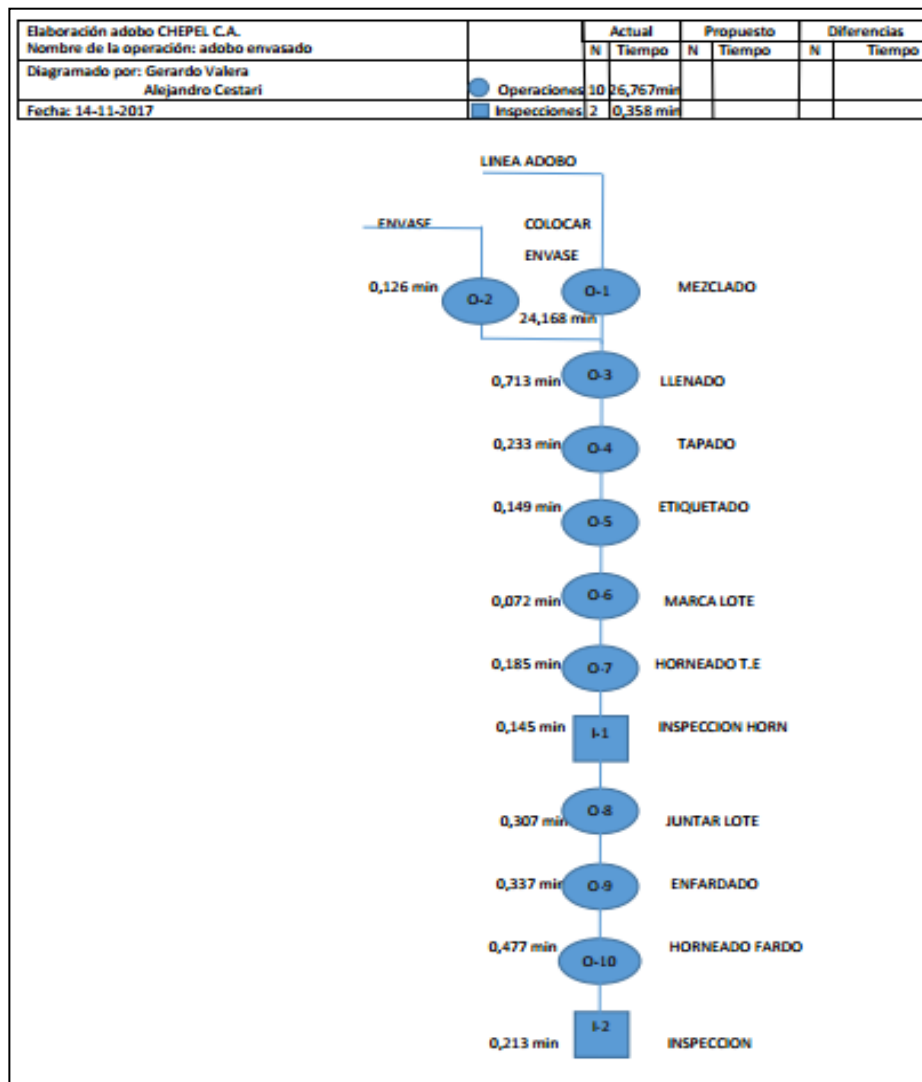 Elaboración adobo CHEPEL C.A.
Actual Propuesto Diferencias
Nombre de la operación: adobo envasado
N Tiempo N Tiempo N Tiempo
Diagramado por: Gerardo Valera
Alejandro Cestari
Operaciones 10 26,767min
Fecha: 14-11-2017
Inspecciones 2 0,358 min
LINEA ADOBO
ENVASE
COLOCAR
ENVASE
0,126 min O-2 O-1 MEZCLADO
24,168 min
0,713 min O-3 LLENADO
0,233 min O-4 TAPADO
0,149 min O-5 ETIQUETADO
0,072 min O-6 MARCA LOTE
0,185 min O-7 HORNEADO T.E
0,145 min I-1 INSPECCION HORN
0,307 min O-8 JUNTAR LOTE
0,337 min O-9 ENFARDADO
0,477 min O-10 HORNEADO FARDO
0,213 min I-2 INSPECCION